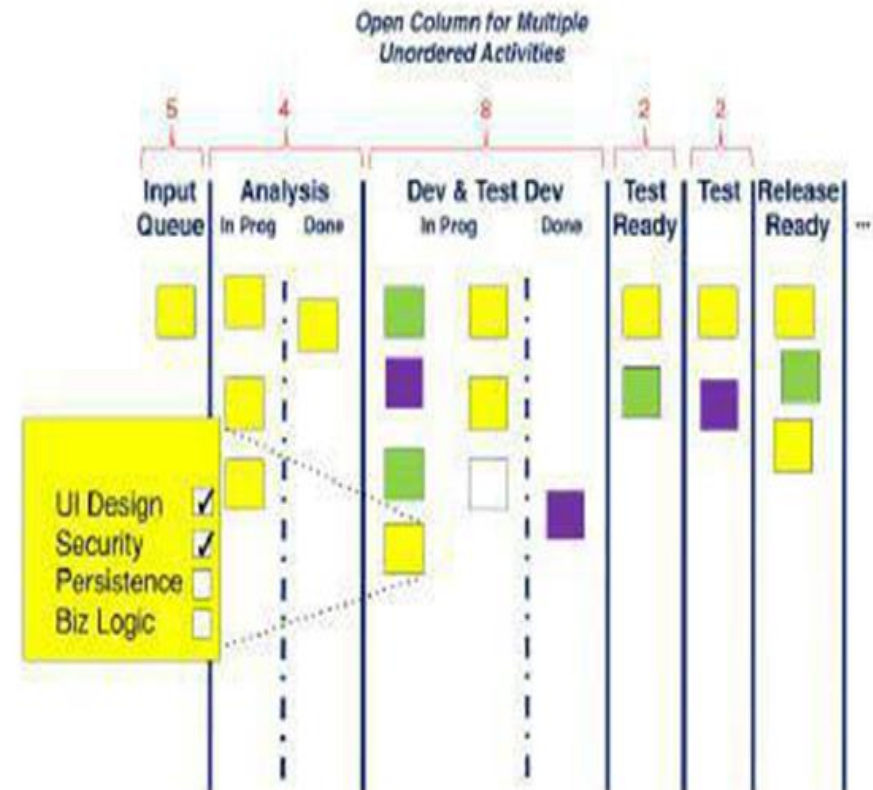 Open Column for Multiple
Unordered Activities
5 4 8 2 2
Input Queue
Analysis
In Prog Done
Dev & Test Dev
In Prog Done
Test Ready
Test
Release Ready
...
UI Design
Security
Persistence
Biz Logic